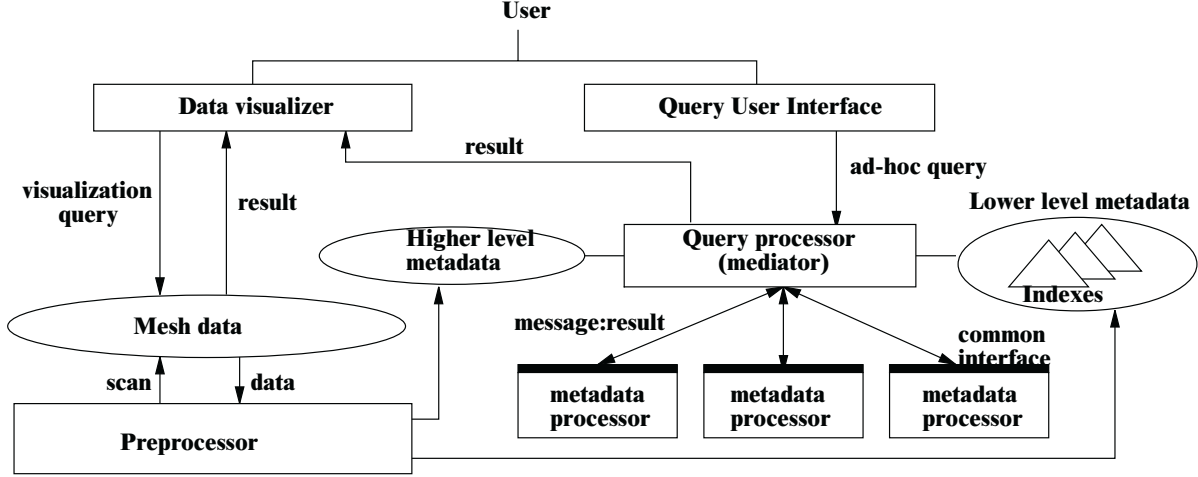 User
Data visualizer
Query User Interface
result
ad-hoc query
visualization
query
result
Lower level metadata
Higher level
metadata
Query processor
(mediator)
Indexes
Mesh data
message:result
common
interface
scan
data
metadata
processor
metadata
processor
metadata
processor
Preprocessor